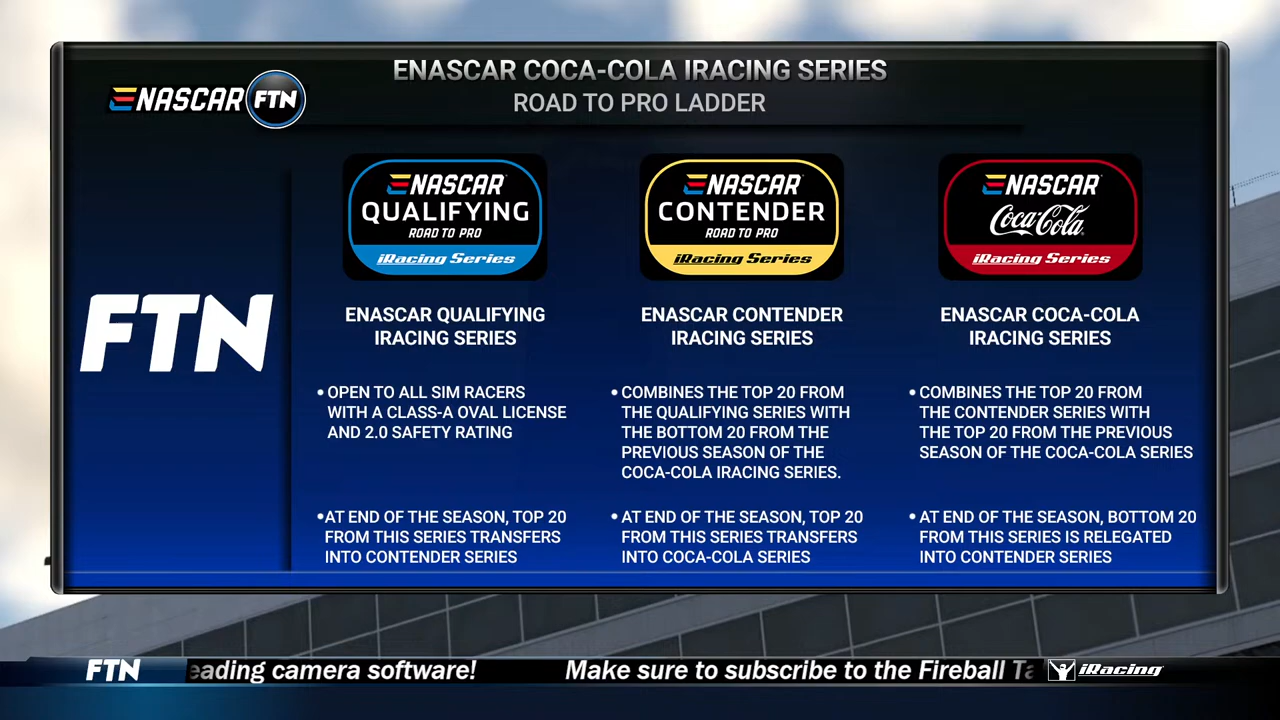 ENASCAR COCA-COLA IRACING SERIES
ROAD TO PRO LADDER
ENASCAR FTN
FTN
ENASCAR
QUALIFYING
ROAD TO PRO
iRacing Series
ENASCAR QUALIFYING
IRACING SERIES
• OPEN TO ALL SIM RACERS
WITH A CLASS-A OVAL LICENSE
AND 2.0 SAFETY RATING
•AT END OF THE SEASON, TOP 20
FROM THIS SERIES TRANSFERS
INTO CONTENDER SERIES
ENASCAR
CONTENDER
ROAD TO PRO
iRacing Series
ENASCAR CONTENDER
IRACING SERIES
• COMBINES THE TOP 20 FROM
THE QUALIFYING SERIES WITH
THE BOTTOM 20 FROM THE
PREVIOUS SEASON OF THE
COCA-COLA IRACING SERIES.
• AT END OF THE SEASON, TOP 20
FROM THIS SERIES TRANSFERS
INTO COCA-COLA SERIES
ENASCAR
Coca-Cola
iRacing Series
ENASCAR COCA-COLA
IRACING SERIES
• COMBINES THE TOP 20 FROM
THE CONTENDER SERIES WITH
THE TOP 20 FROM THE PREVIOUS
SEASON OF THE COCA-COLA SERIES
• AT END OF THE SEASON, BOTTOM 20
FROM THIS SERIES IS RELEGATED
INTO CONTENDER SERIES
FTN eading camera software! Make sure to subscribe to the Fireball Ta iRacing